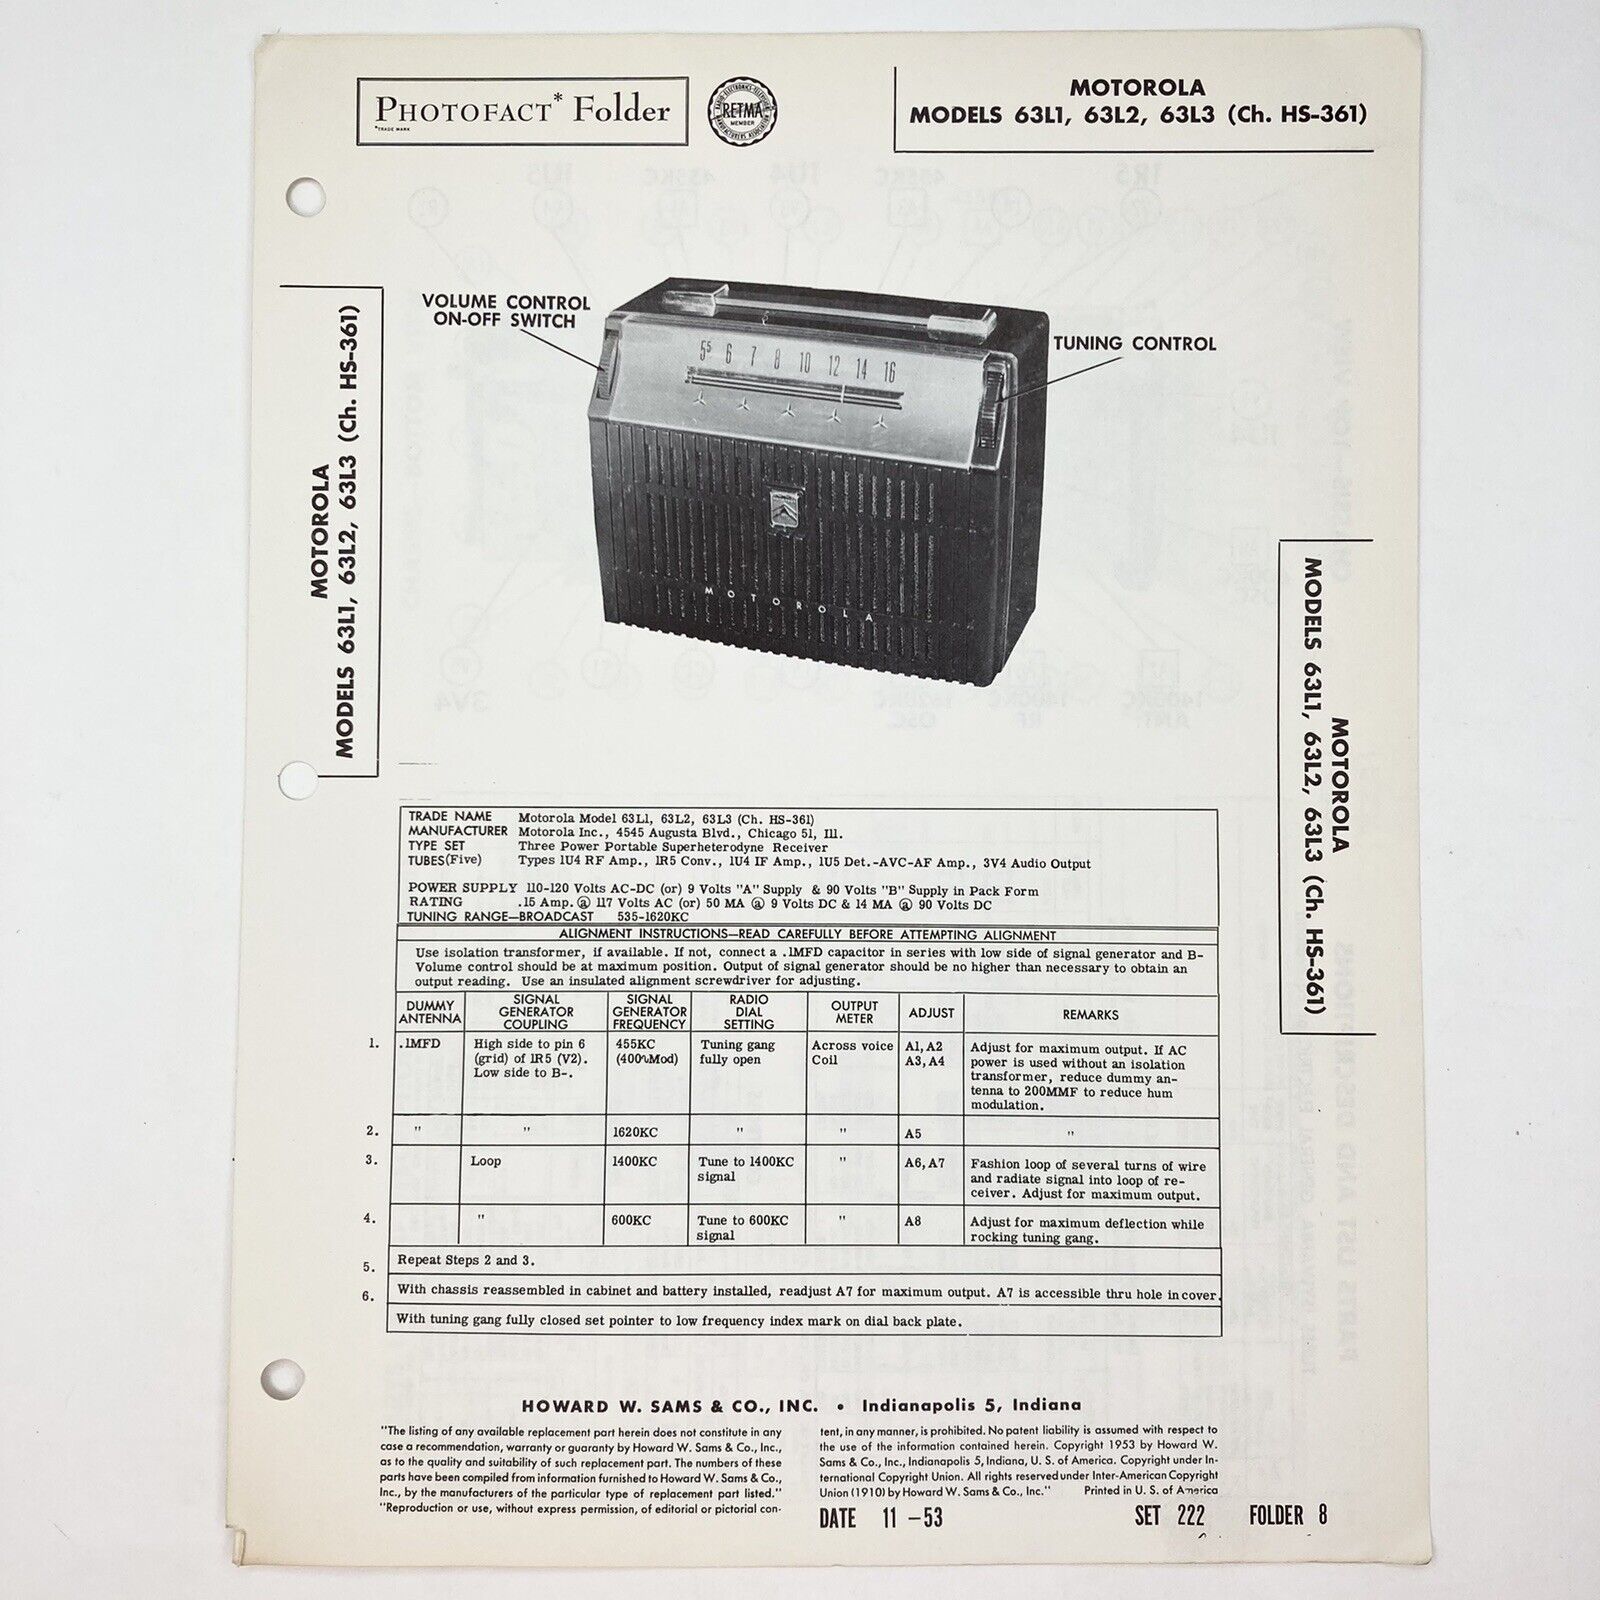 PHOTOFACT* Folder
*TRADE MARK
RADIO-ELECTRONICS-TELEVISION
RETMA
MEMBER
MANUFACTURERS ASSOCIATION
MOTOROLA
MODELS 63L1, 63L2, 63L3 (Ch. HS-361)
MOTOROLA
MODELS 63L1, 63L2, 63L3 (Ch. HS-361)
VOLUME CONTROL
ON-OFF SWITCH
TUNING CONTROL
55 6 7 8 10 12 14 16
MOTOROLA
MOTOROLA
MODELS 63L1, 63L2, 63L3 (Ch. HS-361)
TRADE NAME Motorola Model 63L1, 63L2, 63L3 (Ch. HS-361)
MANUFACTURER Motorola Inc., 4545 Augusta Blvd., Chicago 51, Ill.
TYPE SET Three Power Portable Superheterodyne Receiver
TUBES (Five) Types 1U4 RF Amp., 1R5 Conv., 1U4 IF Amp., 1U5 Det.-AVC-AF Amp., 3V4 Audio Output
POWER SUPPLY 110-120 Volts AC-DC (or) 9 Volts "A" Supply & 90 Volts "B" Supply in Pack Form
RATING .15 Amp. @ 117 Volts AC (or) 50 MA @ 9 Volts DC & 14 MA @ 90 Volts DC
TUNING RANGE—BROADCAST 535-1620KC
ALIGNMENT INSTRUCTIONS—READ CAREFULLY BEFORE ATTEMPTING ALIGNMENT
Use isolation transformer, if available. If not, connect a .1MFD capacitor in series with low side of signal generator and B-
Volume control should be at maximum position. Output of signal generator should be no higher than necessary to obtain an
output reading. Use an insulated alignment screwdriver for adjusting.
DUMMY ANTENNA SIGNAL GENERATOR COUPLING SIGNAL GENERATOR FREQUENCY RADIO DIAL SETTING OUTPUT METER ADJUST REMARKS
1. .1MFD High side to pin 6 455KC Tuning gang Across voice A1, A2 Adjust for maximum output. If AC
(grid) of 1R5 (V2). (400∿Mod) fully open Coil A3, A4 power is used without an isolation
Low side to B-. transformer, reduce dummy an-
tenna to 200MMF to reduce hum
modulation.
2. " " 1620KC " " A5 "
3. Loop 1400KC Tune to 1400KC " A6, A7 Fashion loop of several turns of wire
signal and radiate signal into loop of re-
ceiver. Adjust for maximum output.
4. " 600KC Tune to 600KC " A8 Adjust for maximum deflection while
signal rocking tuning gang.
5. Repeat Steps 2 and 3.
6. With chassis reassembled in cabinet and battery installed, readjust A7 for maximum output. A7 is accessible thru hole in cover.
With tuning gang fully closed set pointer to low frequency index mark on dial back plate.
HOWARD W. SAMS & CO., INC. • Indianapolis 5, Indiana
"The listing of any available replacement part herein does not constitute in any
case a recommendation, warranty or guaranty by Howard W. Sams & Co., Inc.,
as to the quality and suitability of such replacement part. The numbers of these
parts have been compiled from information furnished to Howard W. Sams & Co.,
Inc., by the manufacturers of the particular type of replacement part listed."
"Reproduction or use, without express permission, of editorial or pictorial con-
tent, in any manner, is prohibited. No patent liability is assumed with respect to
the use of the information contained herein. Copyright 1953 by Howard W.
Sams & Co., Inc., Indianapolis 5, Indiana, U. S. of America. Copyright under In-
ternational Copyright Union. All rights reserved under Inter-American Copyright
Union (1910) by Howard W. Sams & Co., Inc." Printed in U. S. of America
DATE 11 -53 SET 222 FOLDER 8